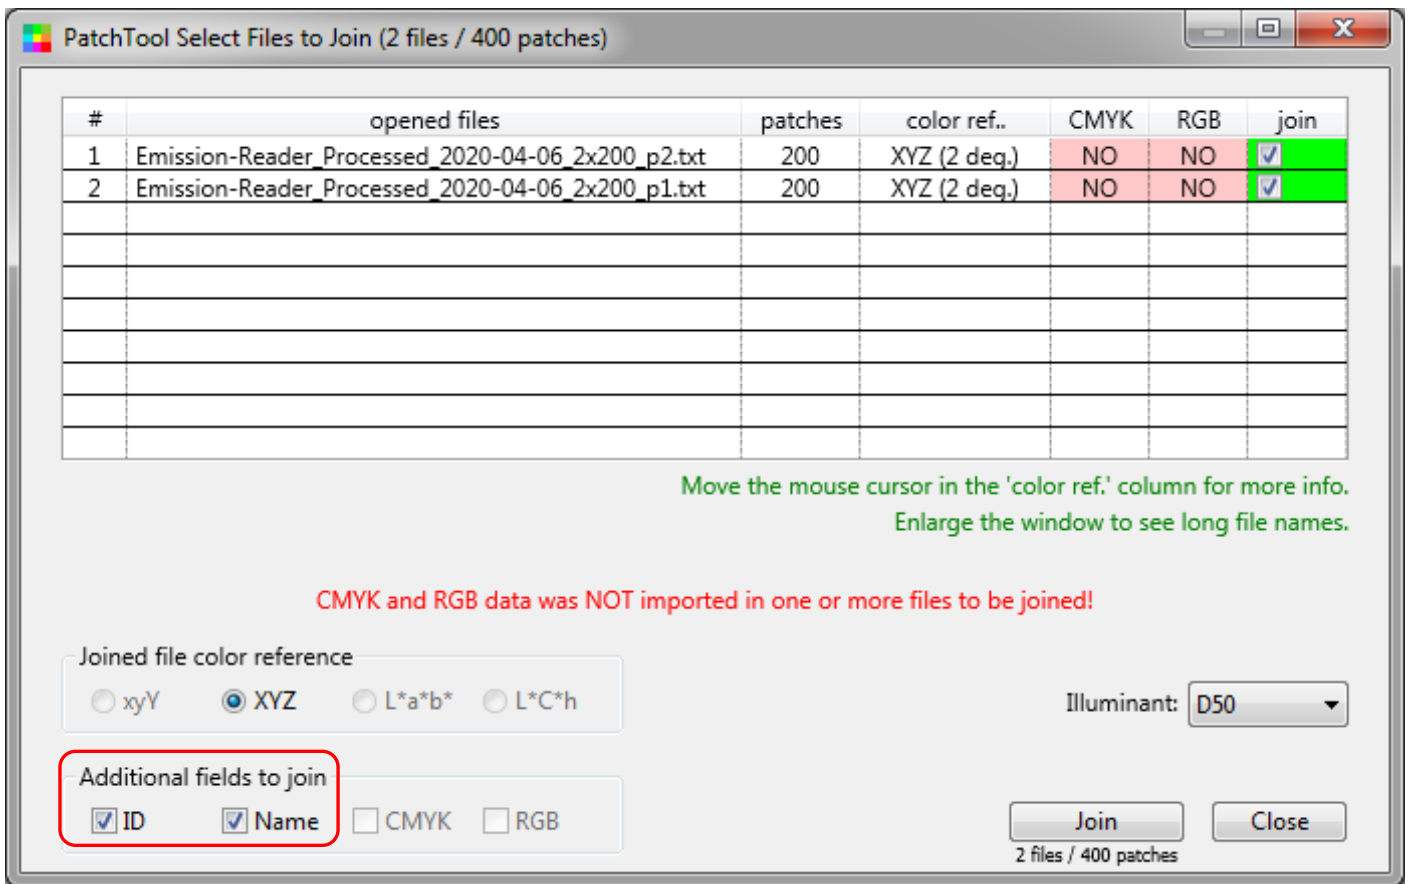 PatchTool Select Files to Join (2 files / 400 patches)
# opened files patches color ref.. CMYK RGB join
1 Emission-Reader_Processed_2020-04-06_2x200_p2.txt 200 XYZ (2 deg.) NO NO
2 Emission-Reader_Processed_2020-04-06_2x200_p1.txt 200 XYZ (2 deg.) NO NO
Move the mouse cursor in the 'color ref.' column for more info.
Enlarge the window to see long file names.
CMYK and RGB data was NOT imported in one or more files to be joined!
Joined file color reference
xyY XYZ L*a*b* L*C*h
Illuminant: D50
Additional fields to join
ID Name CMYK RGB
Join Close
2 files / 400 patches